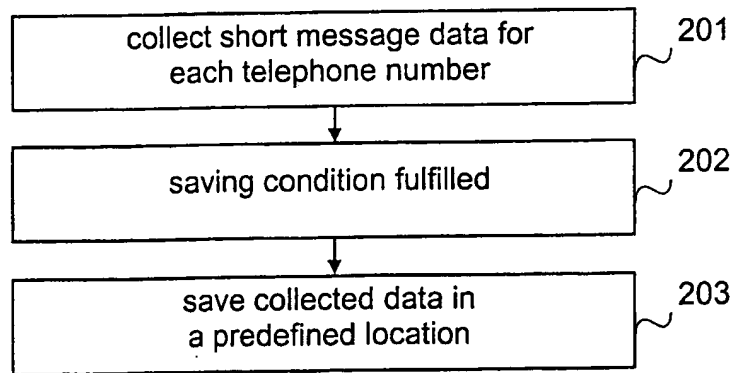 collect short message data for
each telephone number
201
saving condition fulfilled
202
save collected data in
a predefined location
203